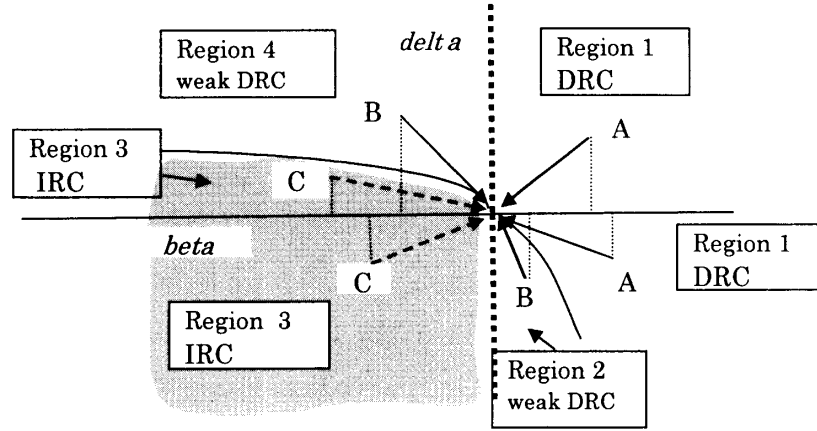 Region 4
weak DRC
delta
Region 1
DRC
B
A
Region 3
IRC
C
beta
Region 1
DRC
C
B
A
Region 3
IRC
Region 2
weak DRC